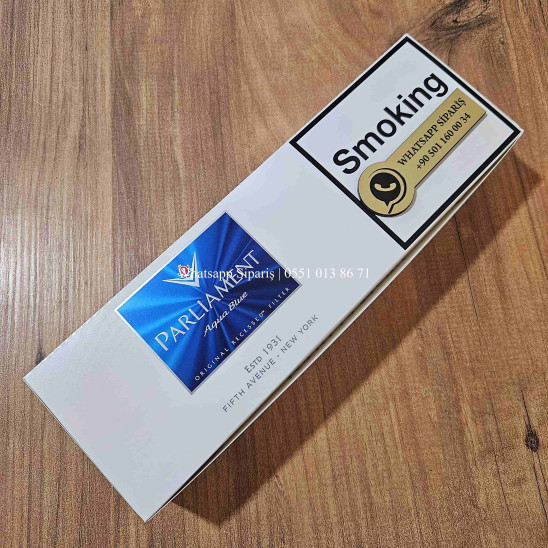 Smoking
WHATSAPP SİPARİŞ
+90 501 160 00 34
Whatsapp Sipariş | 0551 013 86 71
PARLIAMENT
Aqua Blue
ORIGINAL RECESSED FILTER
ESTD 1931
FIFTH AVENUE - NEW YORK